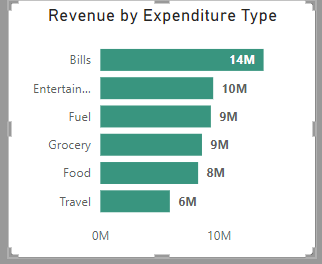 Revenue by Expenditure Type
Bills 14M
Entertain... 10M
Fuel 9M
Grocery 9M
Food 8M
Travel 6M
0M 10M